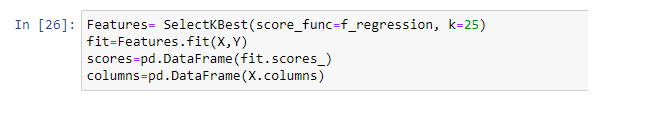 In [26]: Features= SelectKBest(score_func=f_regression, k=25)
fit=Features.fit(X,Y)
scores=pd.DataFrame(fit.scores_)
columns=pd.DataFrame(X.columns)